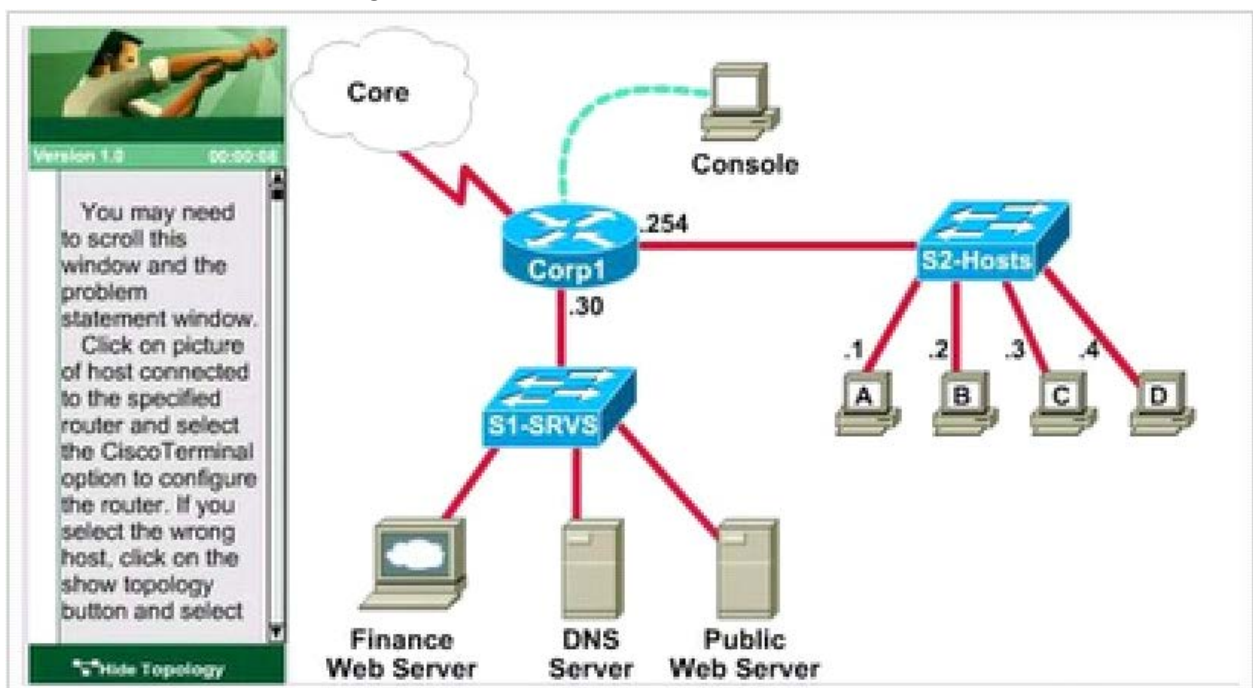 Version 1.0 00:00:08
You may need
to scroll this
window and the
problem
statement window.
Click on picture
of host connected
to the specified
router and select
the CiscoTerminal
option to configure
the router. If you
select the wrong
host, click on the
show topology
button and select
Hide Topology
Core
Console
.254
Corp1
S2-Hosts
.30
.1 .2 .3 .4
A B C D
S1-SRVS
Finance
Web Server
DNS
Server
Public
Web Server